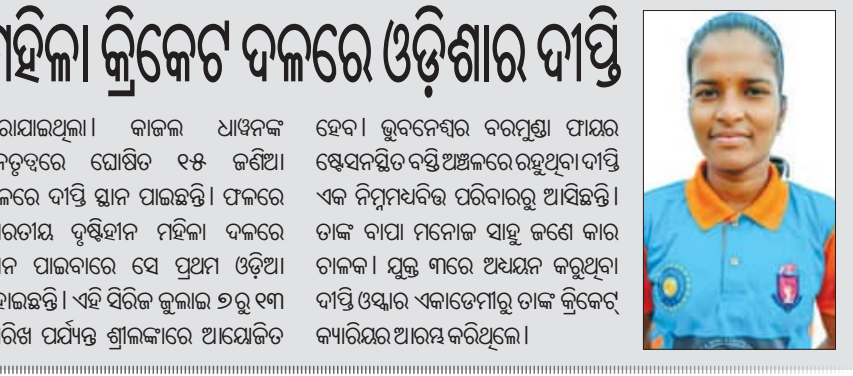 ମହିଳା କ୍ରିକେଟ ଦଳରେ ଓଡ଼ିଶାର ଦୀପ୍ତି
ରାଯାଇଥିଲା। କାଜଲ ଧାୱନଙ୍କ
ନେତୃତ୍ୱରେ ଘୋଷିତ ୧୫ ଜଣିଆ
ଳରେ ଦୀପ୍ତି ସ୍ଥାନ ପାଇଛନ୍ତି। ଫଳରେ
ରତୀୟ ଦୃଷ୍ଟିହୀନ ମହିଳା ଦଳରେ
ନ ପାଇବାରେ ସେ ପ୍ରଥମ ଓଡ଼ିଆ
ହୋଇଛନ୍ତି। ଏହି ସିରିଜ ଜୁଲାଇ ୭ରୁ ୧୩
ରିଖ ପର୍ଯ୍ୟନ୍ତ ଶ୍ରୀଲଙ୍କାରେ ଆୟୋଜିତ
ହେବ। ଭୁବନେଶ୍ୱର ବରମୁଣ୍ଡା ଫାୟର
ଷ୍ଟେସନସ୍ଥିତ ବସ୍ତି ଅଞ୍ଚଳରେ ରହୁଥିବା ଦୀପ୍ତି
ଏକ ନିମ୍ନମଧ୍ୟବିତ୍ତ ପରିବାରରୁ ଆସିଛନ୍ତି।
ତାଙ୍କ ବାପା ମନୋଜ ସାହୁ ଜଣେ କାର
ଚାଳକ। ଯୁକ୍ତ ୩ରେ ଅଧ୍ୟୟନ କରୁଥିବା
ଦୀପ୍ତି ଓସ୍କାର ଏକାଡେମୀରୁ ତାଙ୍କ କ୍ରିକେଟ୍
କ୍ୟାରିୟର ଆରମ୍ଭ କରିଥିଲେ।